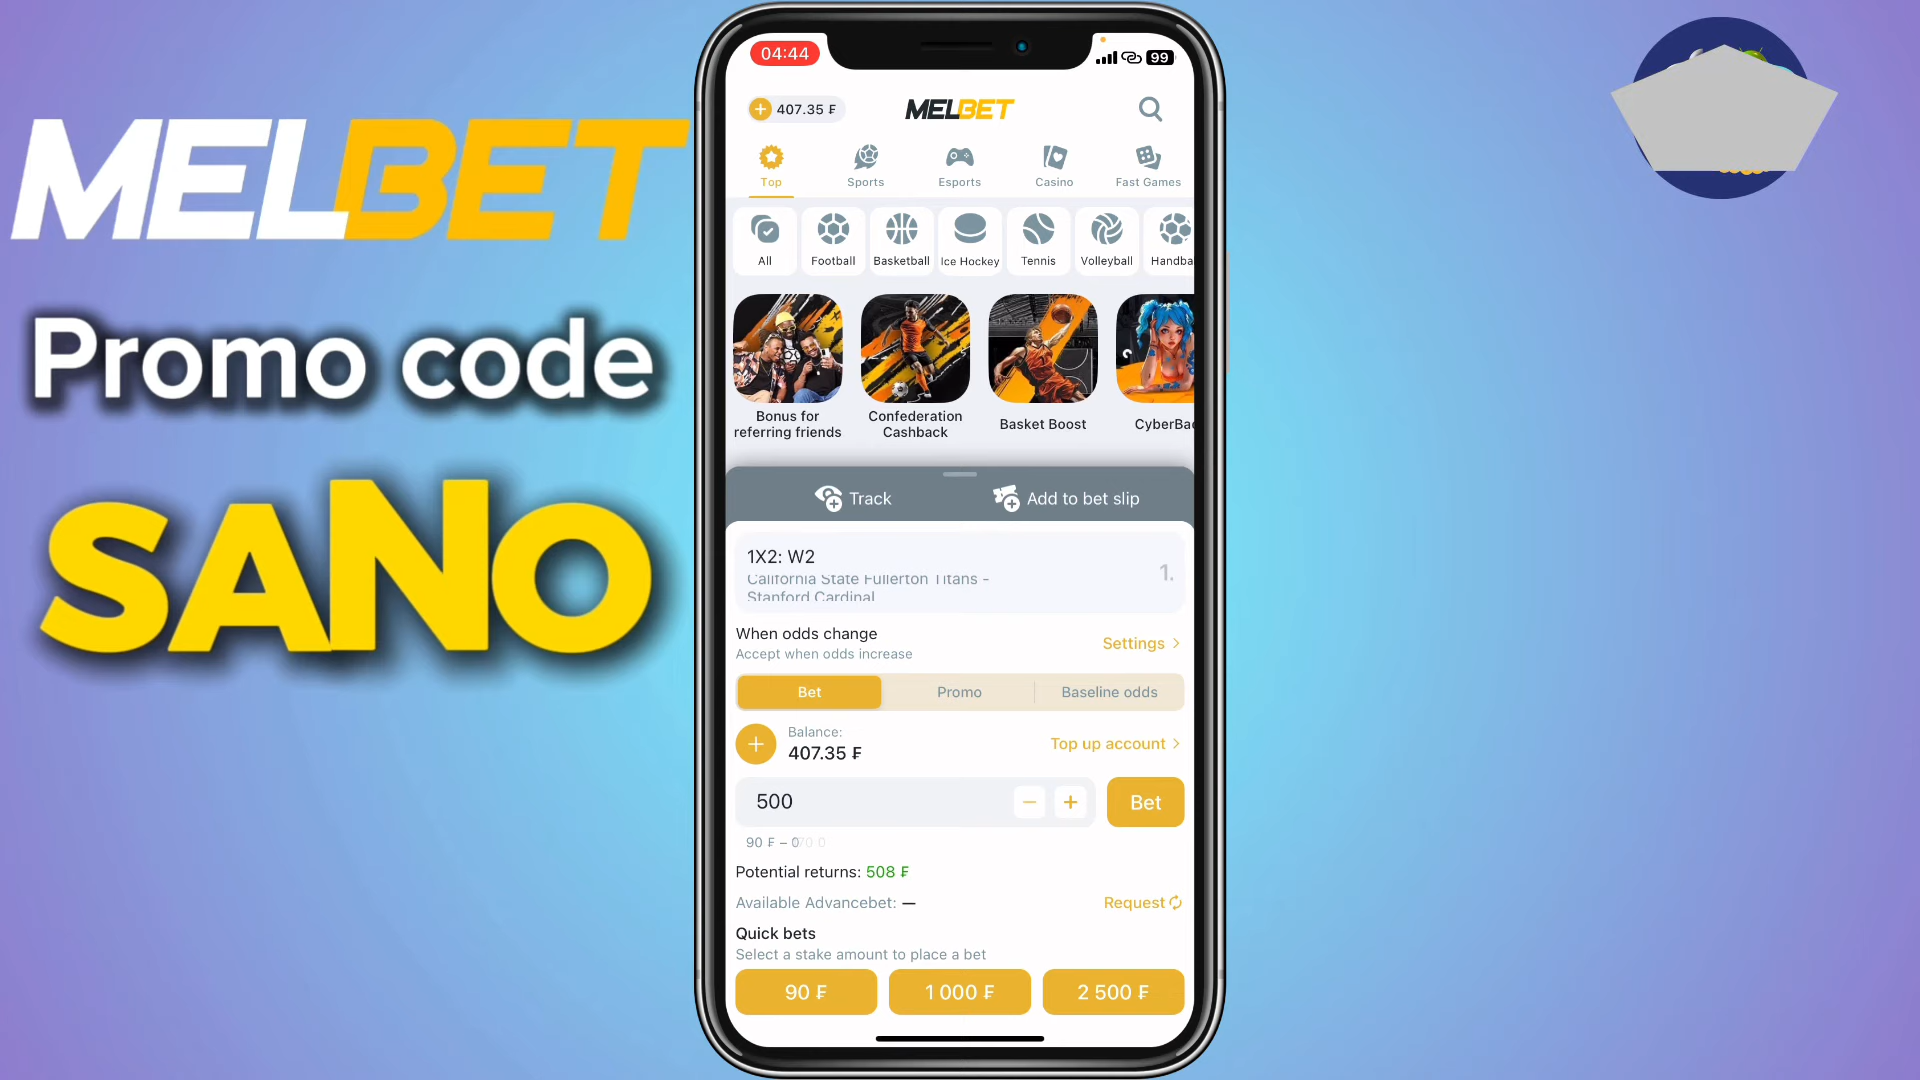 MELBET
Promo code
SANO
04:44
99
407.35 ₣
MELBET
Top
Sports
Esports
Casino
Fast Games
All
Football
Basketball
Ice Hockey
Tennis
Volleyball
Handba
Bonus for
referring friends
Confederation
Cashback
Basket Boost
CyberBac
Track
Add to bet slip
1X2: W2
1.
California State Fullerton Titans -
Stanford Cardinal
When odds change
Accept when odds increase
Settings
Bet
Promo
Baseline odds
Balance:
407.35 ₣
Top up account
500
Bet
90 ₣ – 
Potential returns: 508 ₣
Available Advancebet: —
Request
Quick bets
Select a stake amount to place a bet
90 ₣
1 000 ₣
2 500 ₣